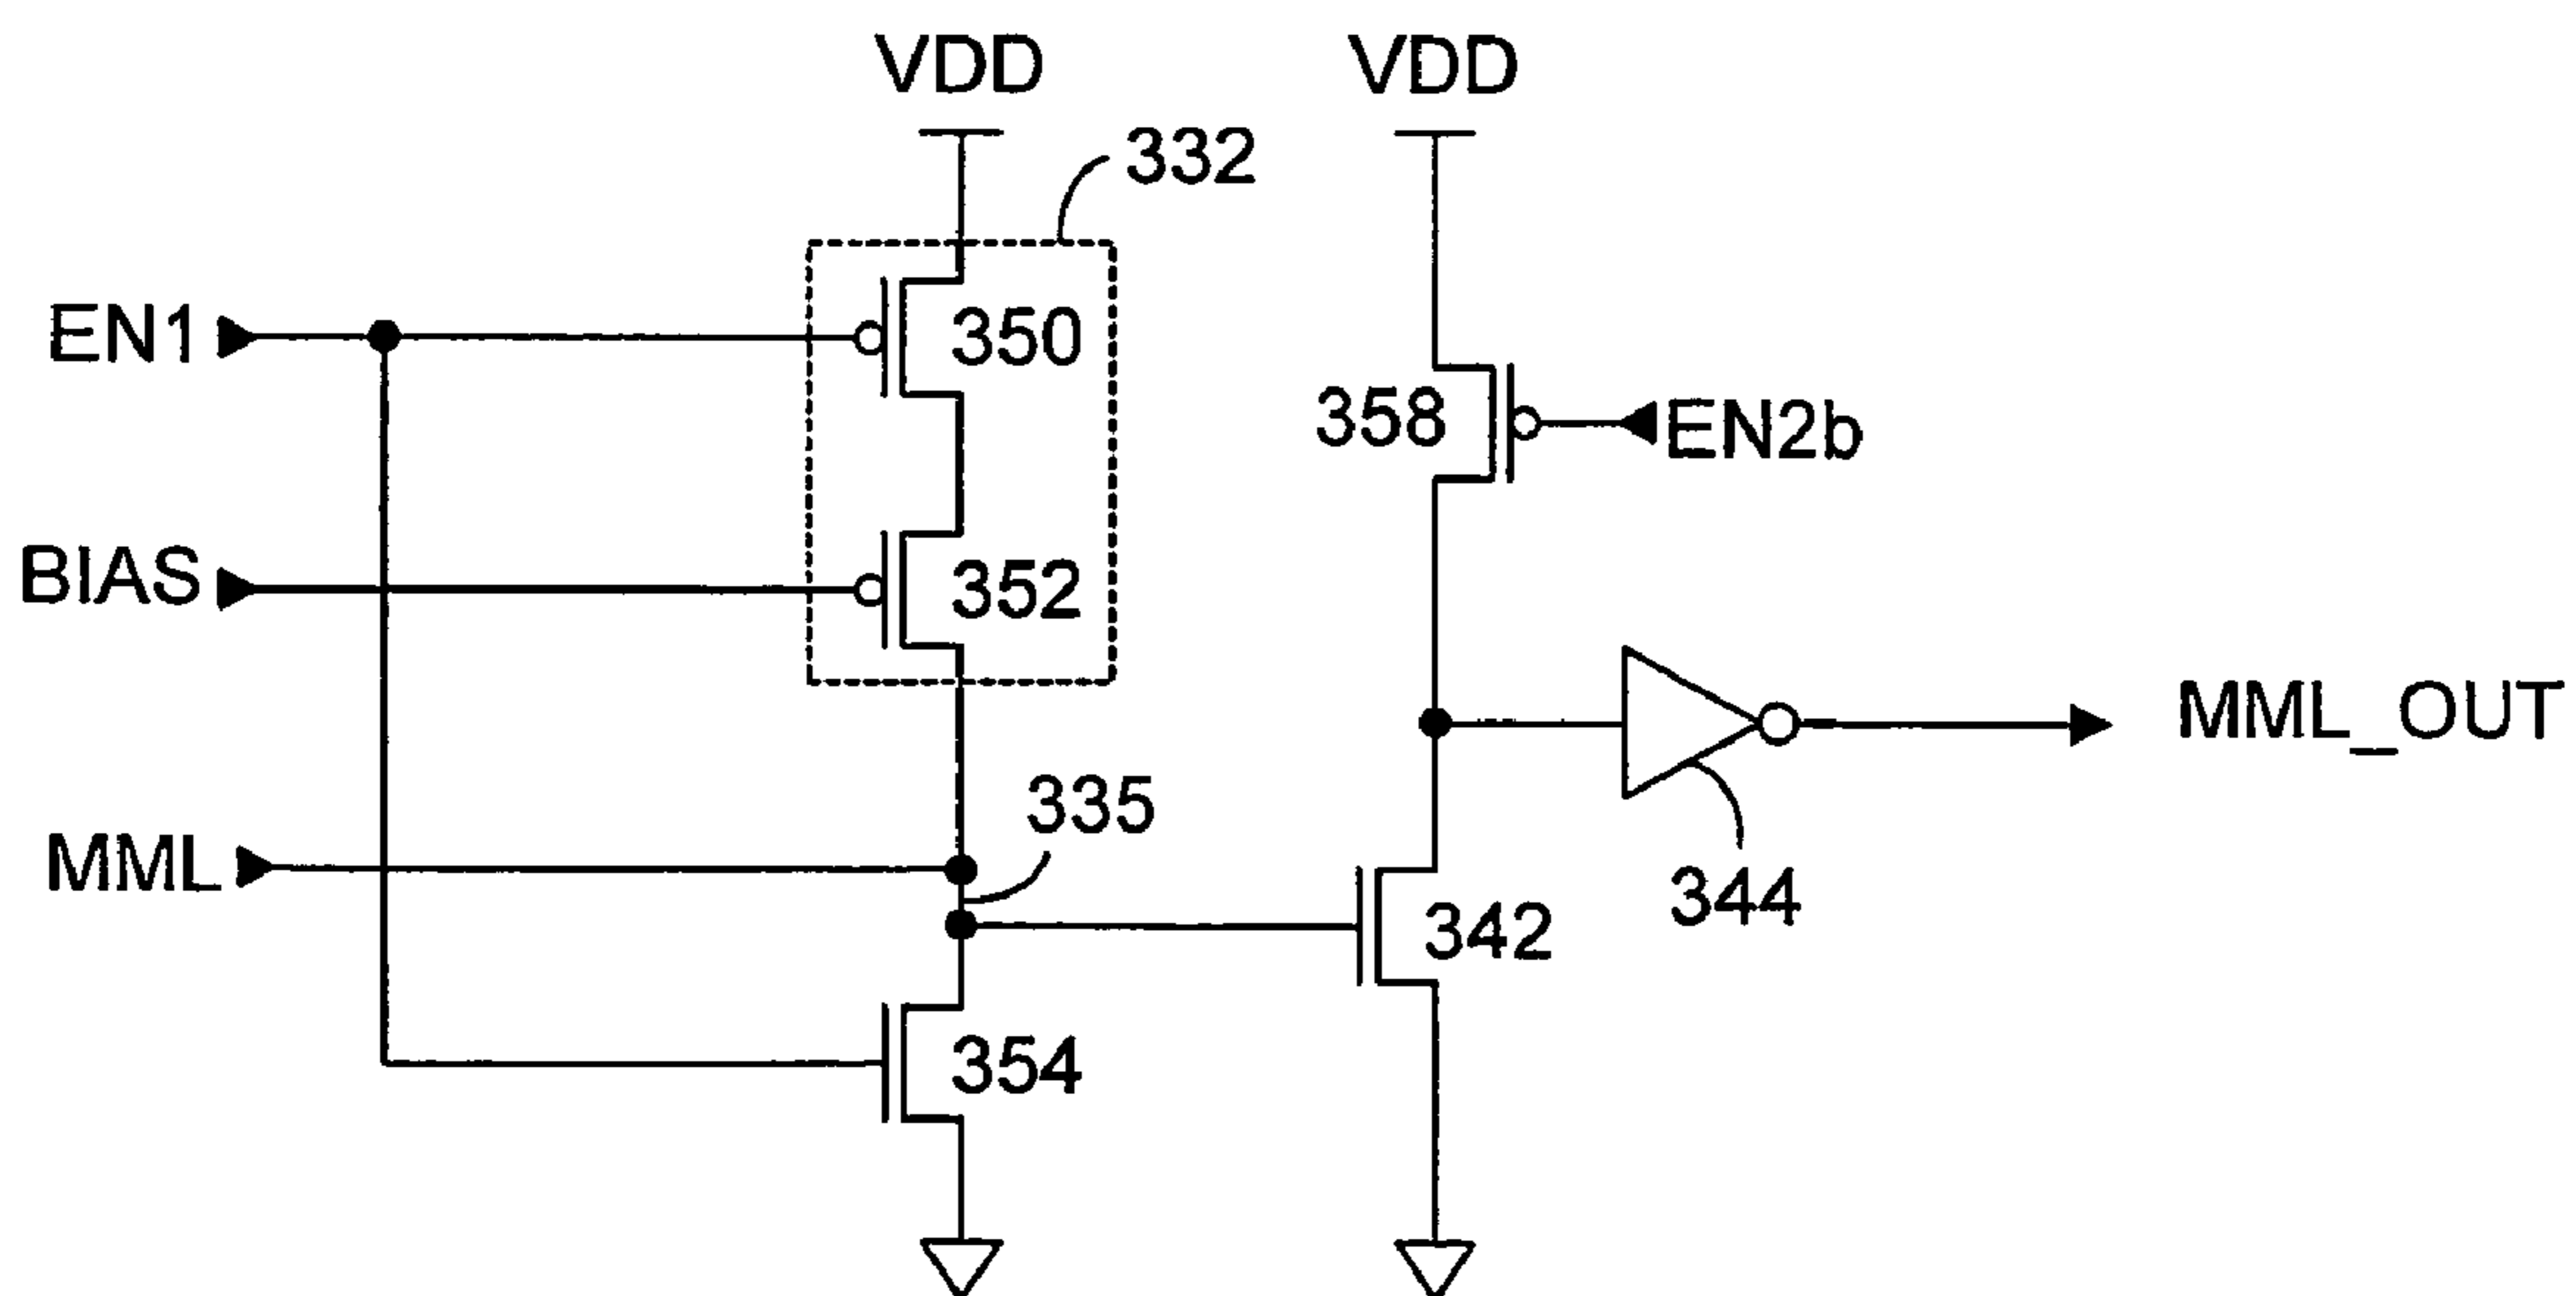 VDD
VDD
332
EN1
350
358
EN2b
BIAS
352
MML_OUT
335
MML
344
342
354